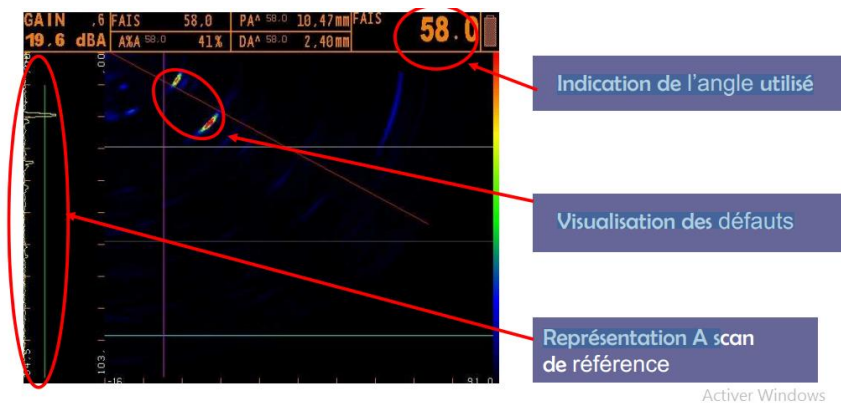 GAIN ,6 FAIS 58.0 PA^ 58.0 10,47mm FAIS 58.0
19.6 dBA A%A 58.0 41% DA^ 58.0 2,40mm
,00
Indication de l'angle utilisé
Visualisation des défauts
Représentation A scan
de référence
103.
-16
91.0
Activer Windows